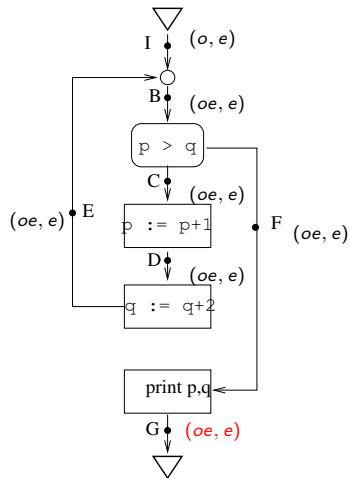 I (o, e)
B (oe, e)
p > q
C (oe, e)
(oe, e) E
p := p+1
F (oe, e)
D (oe, e)
q := q+2
print p,q
G (oe, e)